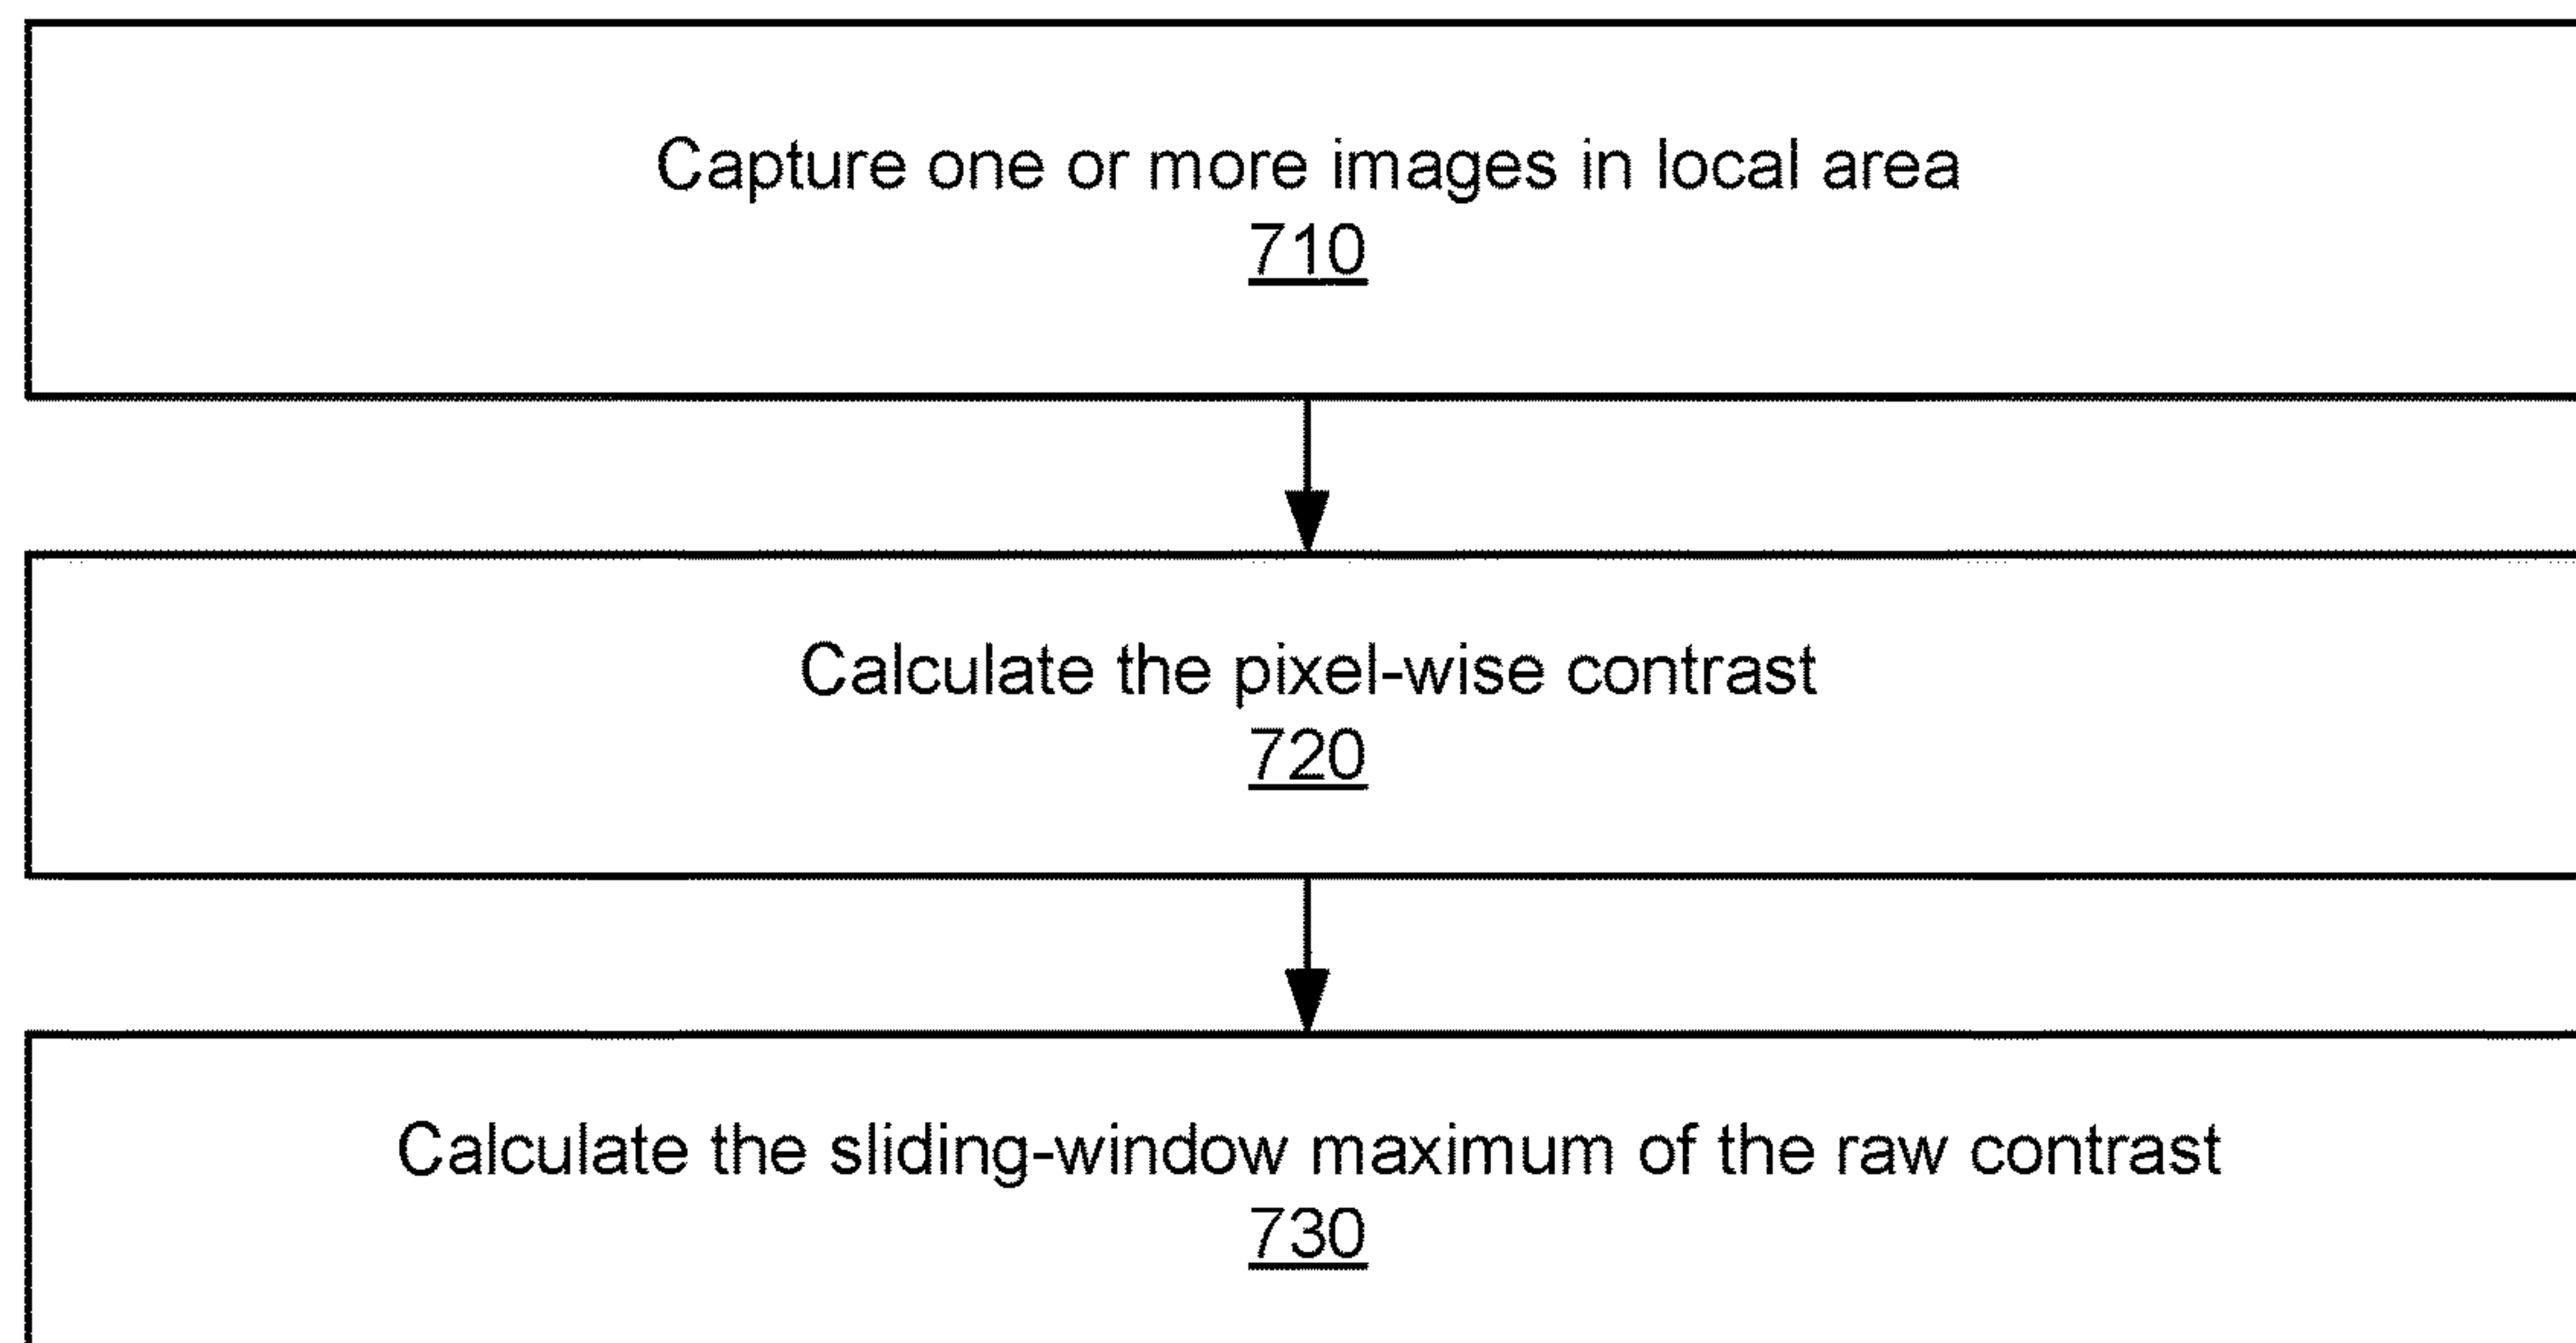 Capture one or more images in local area
710
Calculate the pixel-wise contrast
720
Calculate the sliding-window maximum of the raw contrast
730